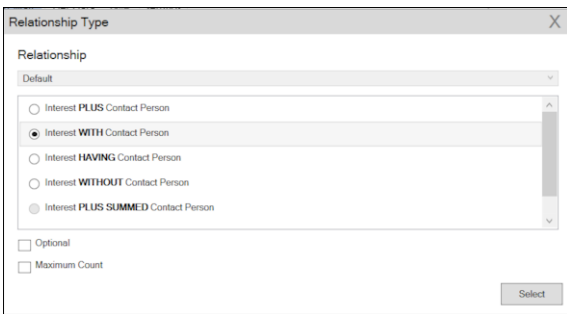 Relationship Type
X
Relationship
Default
Interest PLUS Contact Person
Interest WITH Contact Person
Interest HAVING Contact Person
Interest WITHOUT Contact Person
Interest PLUS SUMMED Contact Person
Optional
Maximum Count
Select